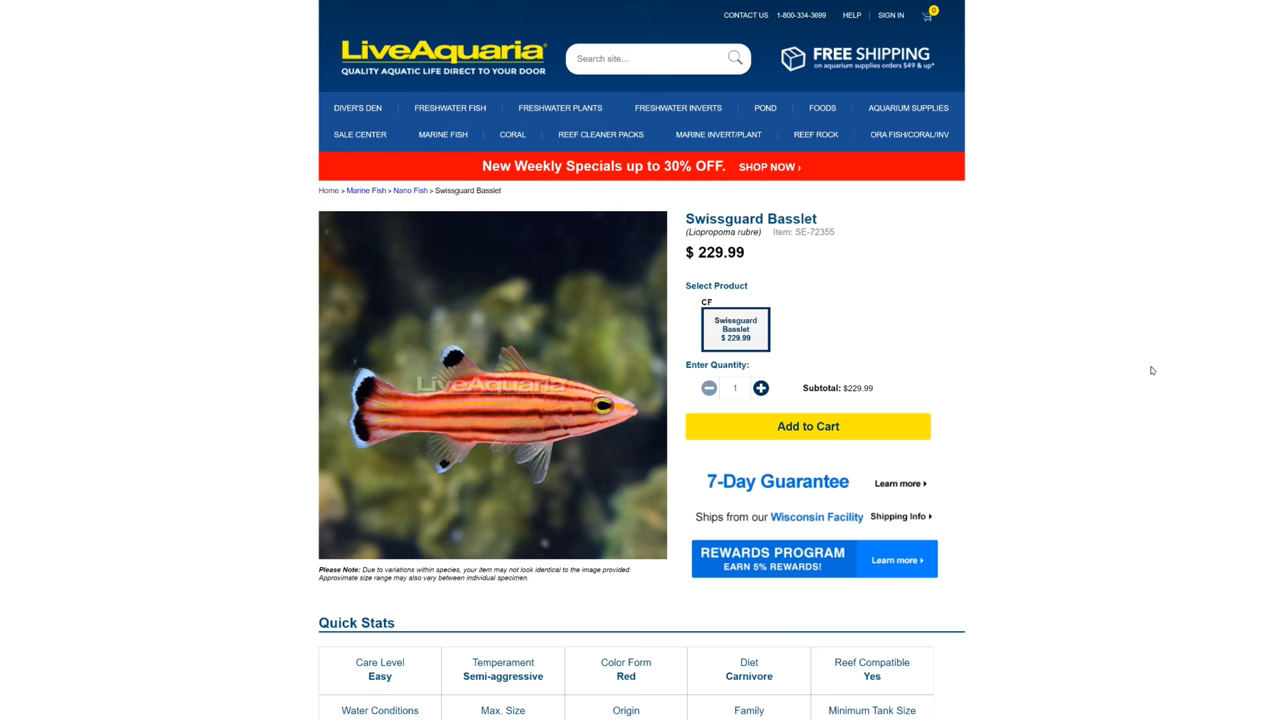 CONTACT US 1-800-334-3699 HELP SIGN IN 0
LiveAquaria®
QUALITY AQUATIC LIFE DIRECT TO YOUR DOOR
Search site...
FREE SHIPPING
on aquarium supplies orders $49 & up*
DIVER'S DEN FRESHWATER FISH FRESHWATER PLANTS FRESHWATER INVERTS POND FOODS AQUARIUM SUPPLIES
SALE CENTER MARINE FISH CORAL REEF CLEANER PACKS MARINE INVERT/PLANT REEF ROCK ORA FISH/CORAL/INV
New Weekly Specials up to 30% OFF. SHOP NOW ›
Home > Marine Fish > Nano Fish > Swissguard Basslet
LiveAquaria
Please Note: Due to variations within species, your item may not look identical to the image provided.
Approximate size range may also vary between individual specimen.
Swissguard Basslet
(Liopropoma rubre) Item: SE-72355
$ 229.99
Select Product
CF
Swissguard
Basslet
$ 229.99
Enter Quantity:
1
Subtotal: $229.99
Add to Cart
7-Day Guarantee Learn more
Ships from our Wisconsin Facility Shipping Info
REWARDS PROGRAM
EARN 5% REWARDS!
Learn more
Quick Stats
Care Level Temperament Color Form Diet Reef Compatible
Easy Semi-aggressive Red Carnivore Yes
Water Conditions Max. Size Origin Family Minimum Tank Size